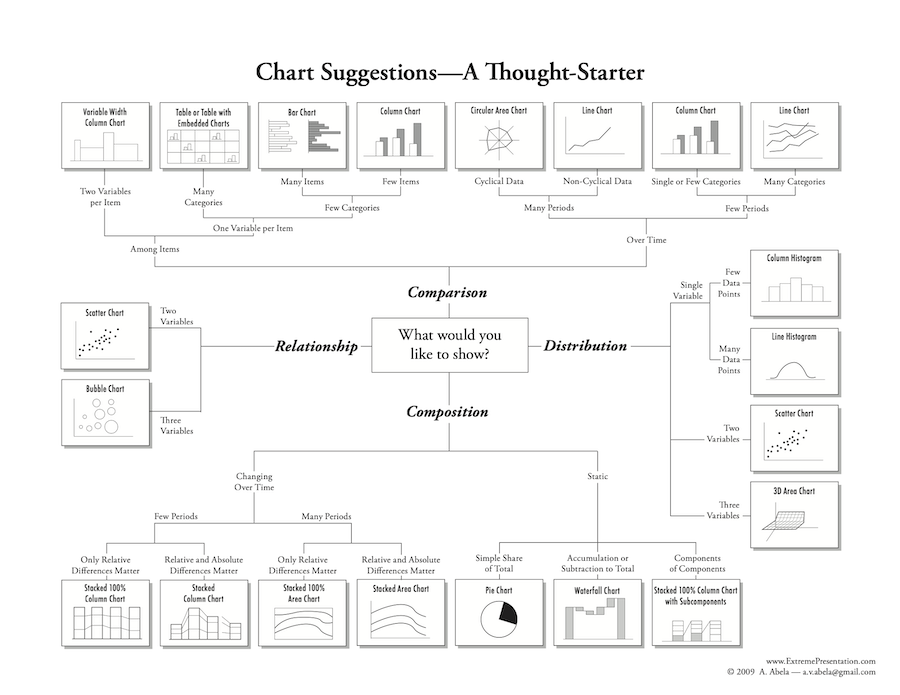 Chart Suggestions—A Thought-Starter
Variable Width
Column Chart
Table or Table with
Embedded Charts
Bar Chart
Column Chart
Circular Area Chart
Line Chart
Column Chart
Line Chart
Two Variables
per Item
Many
Categories
Many Items
Few Items
Cyclical Data
Non-Cyclical Data
Single or Few Categories
Many Categories
Few Categories
Many Periods
Few Periods
One Variable per Item
Among Items
Over Time
Comparison
What would you
like to show?
Relationship
Distribution
Composition
Scatter Chart
Two
Variables
Bubble Chart
Three
Variables
Single
Variable
Few
Data
Points
Column Histogram
Many
Data
Points
Line Histogram
Two
Variables
Scatter Chart
Three
Variables
3D Area Chart
Changing
Over Time
Static
Few Periods
Many Periods
Only Relative
Differences Matter
Relative and Absolute
Differences Matter
Only Relative
Differences Matter
Relative and Absolute
Differences Matter
Simple Share
of Total
Accumulation or
Subtraction to Total
Components
of Components
Stacked 100%
Column Chart
Stacked
Column Chart
Stacked 100%
Area Chart
Stacked Area Chart
Pie Chart
Waterfall Chart
Stacked 100% Column Chart
with Subcomponents
www.ExtremePresentation.com
© 2009 A. Abela — a.v.abela@gmail.com